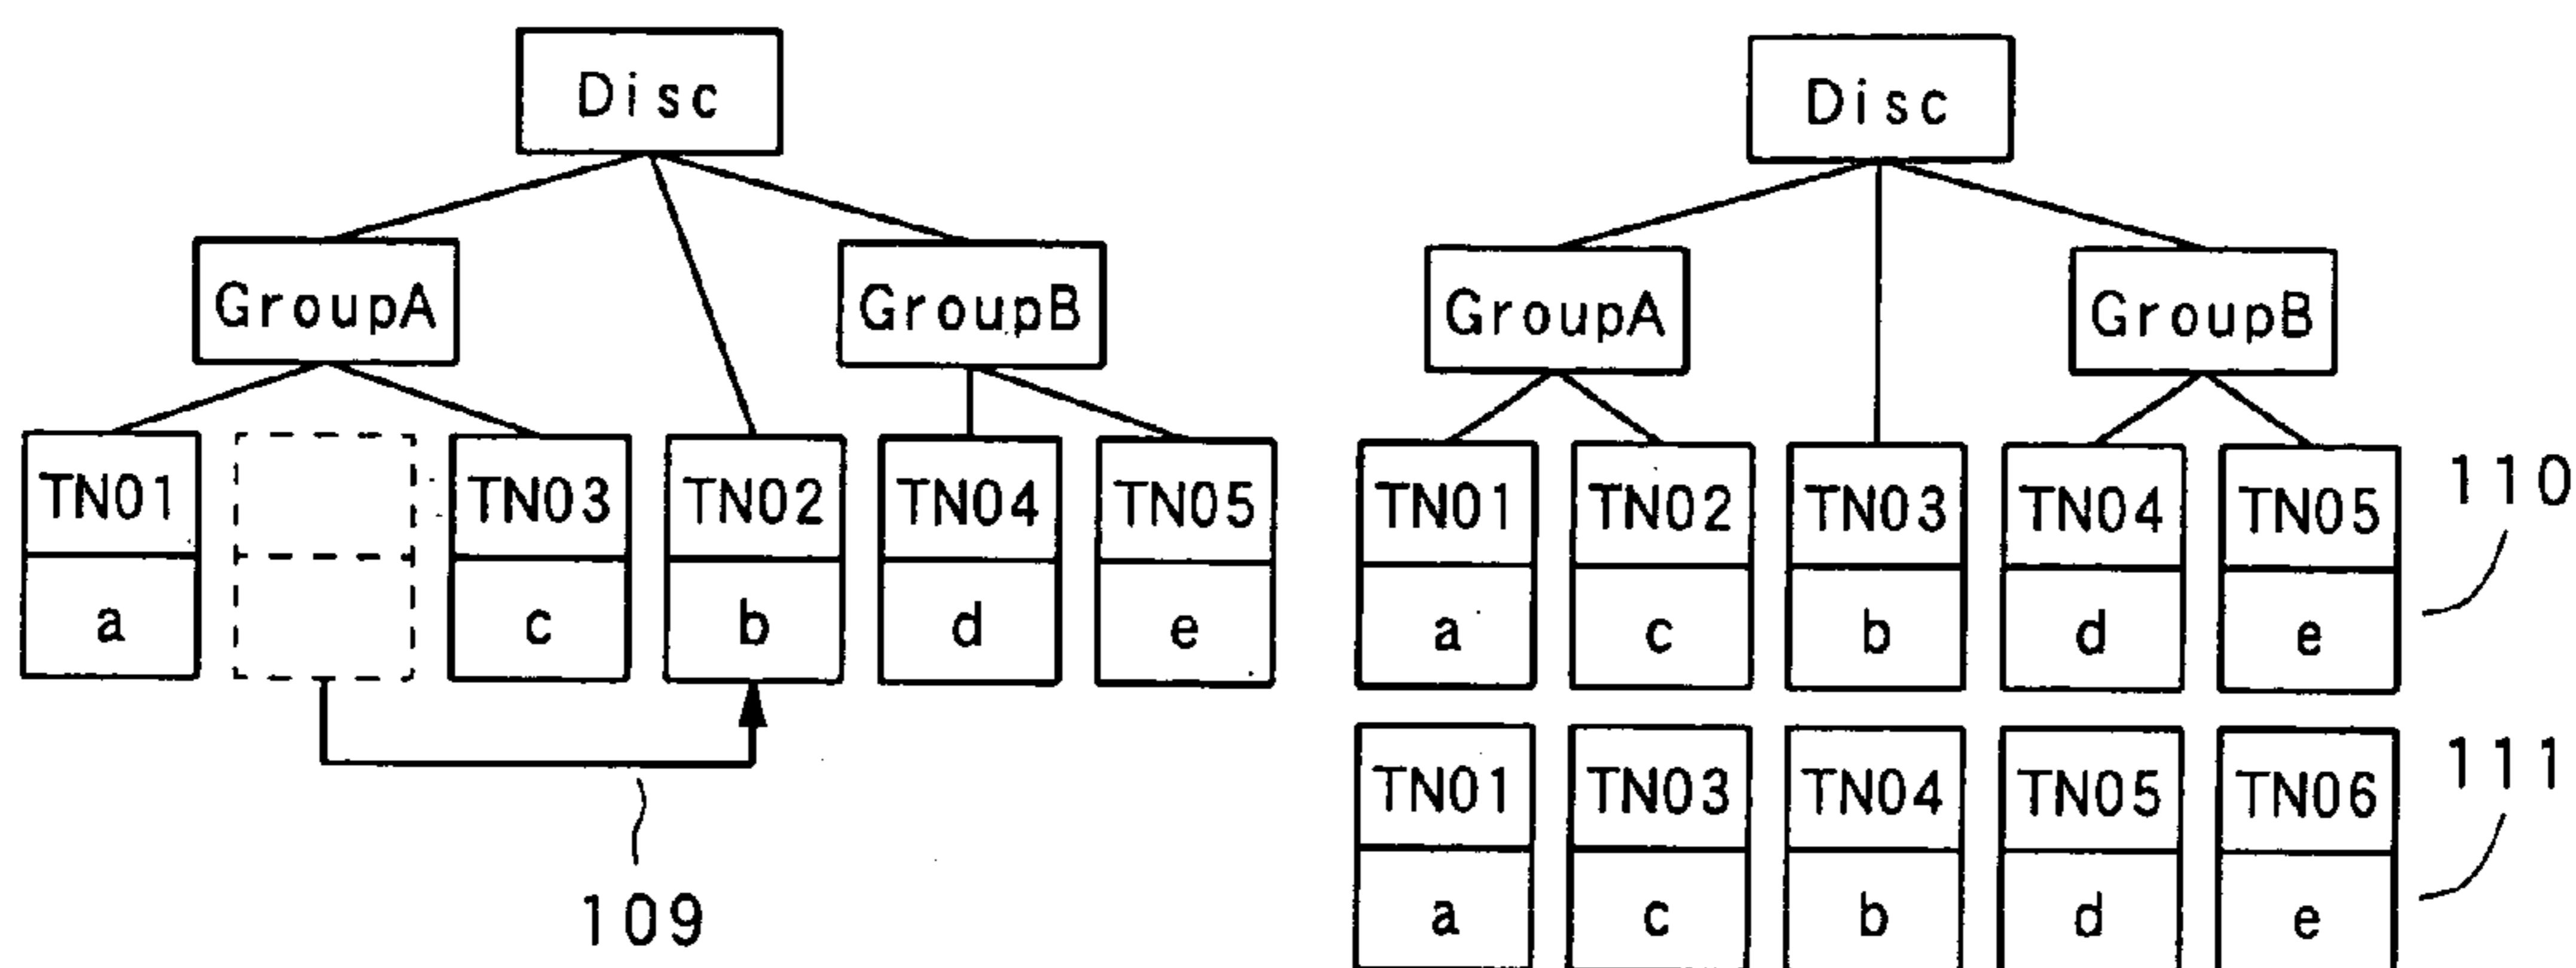 Disc
GroupA GroupB
TN01 TN03 TN02 TN04 TN05
a c b d e
109
Disc
GroupA GroupB
TN01 TN02 TN03 TN04 TN05 110
a c b d e
TN01 TN03 TN04 TN05 TN06 111
a c b d e